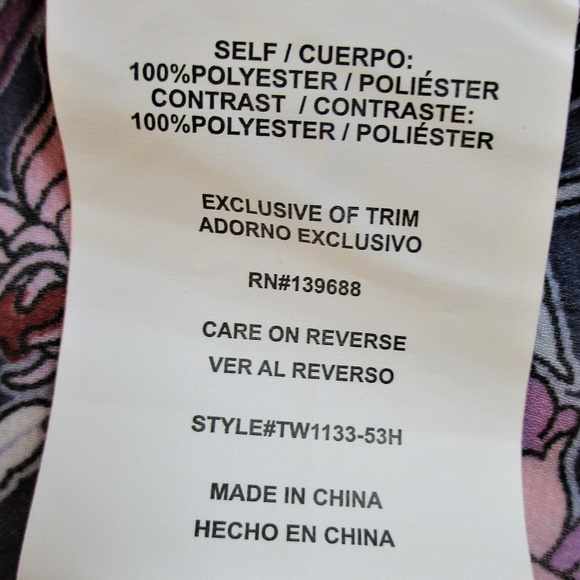 SELF / CUERPO:
100%POLYESTER / POLIÉSTER
CONTRAST / CONTRASTE:
100%POLYESTER / POLIÉSTER
EXCLUSIVE OF TRIM
ADORNO EXCLUSIVO
RN#139688
CARE ON REVERSE
VER AL REVERSO
STYLE#TW1133-53H
MADE IN CHINA
HECHO EN CHINA